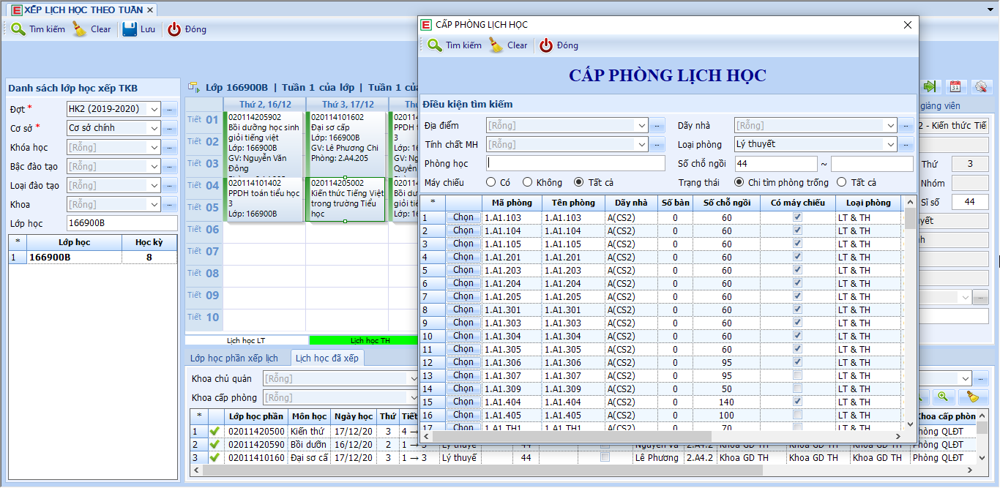 XẾP LỊCH HỌC THEO TUẦN ×
Tìm kiếm Clear Lưu Đóng
Danh sách lớp học xếp TKB
Đợt * HK2 (2019-2020)
Cơ sở * Cơ sở chính
Khóa học [Rỗng]
Bậc đào tạo [Rỗng]
Loại đào tạo [Rỗng]
Khoa [Rỗng]
Lớp học 166900B
* Lớp học Học kỳ
1 166900B 8
Lớp 166900B | Tuần 1 của lớp | Tuần 1 của
Thứ 2, 16/12 Thứ 3, 17/12
Tiết 01
Tiết 02
Tiết 03
Tiết 04
Tiết 05
Tiết 06
Tiết 07
Tiết 08
Tiết 09
Tiết 10
020114205902
Bồi dưỡng học sinh
giỏi tiếng việt
Lớp: 166900B
GV: Nguyễn Văn
Đông
020114101602
Đại sơ cấp
Lớp: 166900B
GV: Lê Phương Chi
Phòng: 2.A4.205
020114101402
PPDH toán tiểu học
3
Lớp: 166900B
020114205002
Kiến thức Tiếng Việt
trong trường Tiểu
học
Lịch học LT Lịch học TH
Lớp học phần xếp lịch Lịch học đã xếp
Khoa chủ quản [Rỗng]
Khoa cấp phòng [Rỗng]
* Lớp học phần Môn học Ngày học Thứ Tiết Khoa cấp phòn
1 02011420500 Kiến thứ 17/12/20 3 4 → Phòng QLĐT
2 02011420590 Bồi dưỡn 16/12/20 2 1 → 3 Lý thuyế 44 Nguyễn Vă 2.A4.2 Khoa GD TH Khoa GD TH Khoa GD TH Phòng QLĐT
3 02011410160 Đại sơ cấ 17/12/20 3 1 → 3 Lý thuyế 44 Lê Phương 2.A4.2 Khoa GD TH Khoa GD TH Khoa GD TH Phòng QLĐT
CẤP PHÒNG LỊCH HỌC
Tìm kiếm Clear Đóng
CẤP PHÒNG LỊCH HỌC
Điều kiện tìm kiếm
Địa điểm [Rỗng] Dãy nhà [Rỗng]
Tính chất MH [Rỗng] Loại phòng Lý thuyết
Phòng học Số chỗ ngồi 44 ~
Máy chiếu Có Không Tất cả Trạng thái Chỉ tìm phòng trống Tất cả
* Mã phòng Tên phòng Dãy nhà Số bàn Số chỗ ngồi Có máy chiếu Loại phòng
1 Chọn 1.A1.103 1.A1.103 A(CS2) 0 60 LT & TH
2 Chọn 1.A1.104 1.A1.104 A(CS2) 0 60 LT & TH
3 Chọn 1.A1.105 1.A1.105 A(CS2) 0 60 LT & TH
4 Chọn 1.A1.201 1.A1.201 A(CS2) 0 60 LT & TH
5 Chọn 1.A1.203 1.A1.203 A(CS2) 0 60 LT & TH
6 Chọn 1.A1.204 1.A1.204 A(CS2) 0 60 LT & TH
7 Chọn 1.A1.205 1.A1.205 A(CS2) 0 60 LT & TH
8 Chọn 1.A1.301 1.A1.301 A(CS2) 0 60 LT & TH
9 Chọn 1.A1.303 1.A1.303 A(CS2) 0 60 LT & TH
10 Chọn 1.A1.304 1.A1.304 A(CS2) 0 60 LT & TH
11 Chọn 1.A1.305 1.A1.305 A(CS2) 0 60 LT & TH
12 Chọn 1.A1.306 1.A1.306 A(CS2) 0 95 LT & TH
13 Chọn 1.A1.307 1.A1.307 A(CS2) 0 95 LT & TH
14 Chọn 1.A1.309 1.A1.309 A(CS2) 0 50 LT & TH
15 Chọn 1.A1.404 1.A1.404 A(CS2) 0 140 LT & TH
16 Chọn 1.A1.405 1.A1.405 A(CS2) 0 100 LT & TH
17 Chọn 1.A1.TH1 1.A1.TH1 A(CS2) 0 70 LT & TH
giảng viên
2 - Kiến thức Tiế
Thứ 3
Nhóm
Sĩ số 44